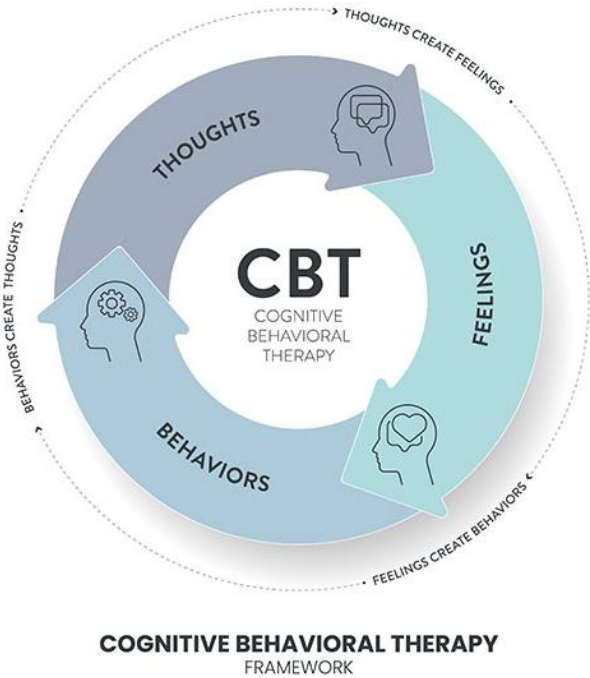 THOUGHTS CREATE FEELINGS
THOUGHTS
CBT
COGNITIVE
BEHAVIORAL
THERAPY
FEELINGS
BEHAVIORS CREATE THOUGHTS
BEHAVIORS
FEELINGS CREATE BEHAVIORS
COGNITIVE BEHAVIORAL THERAPY
FRAMEWORK